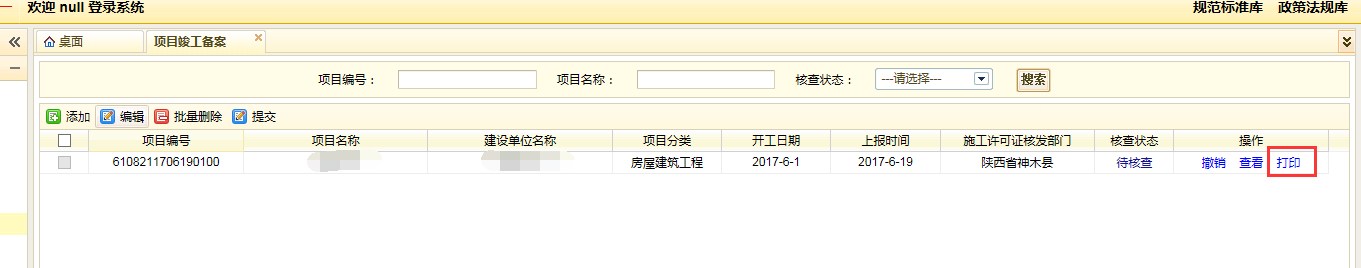 欢迎 null 登录系统 规范标准库 政策法规库
桌面 项目竣工备案
项目编号： 项目名称： 核查状态： ---请选择--- 搜索
添加 编辑 批量删除 提交
项目编号 项目名称 建设单位名称 项目分类 开工日期 上报时间 施工许可证核发部门 核查状态 操作
6108211706190100 房屋建筑工程 2017-6-1 2017-6-19 陕西省神木县 待核查 撤销 查看 打印